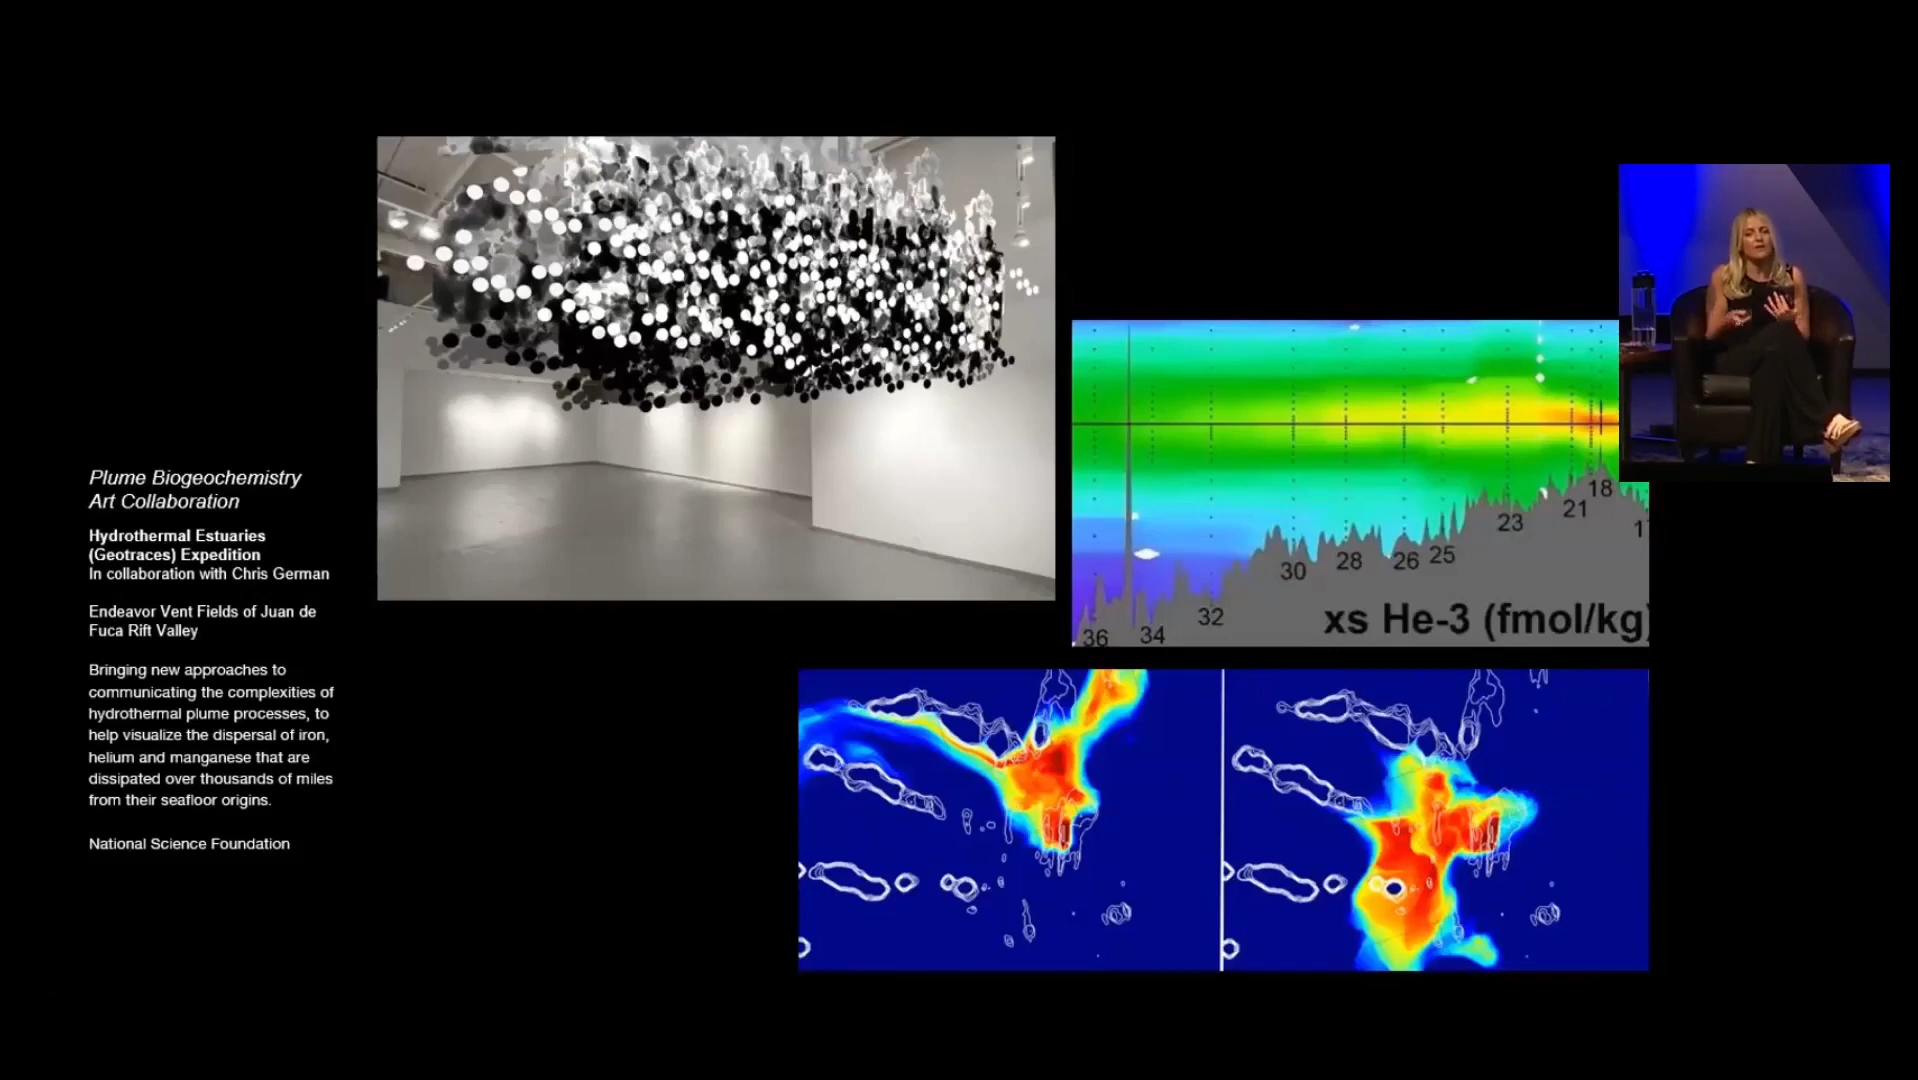 Plume Biogeochemistry
Art Collaboration
Hydrothermal Estuaries
(Geotraces) Expedition
In collaboration with Chris German
Endeavor Vent Fields of Juan de
Fuca Rift Valley
Bringing new approaches to
communicating the complexities of
hydrothermal plume processes, to
help visualize the dispersal of iron,
helium and manganese that are
dissipated over thousands of miles
from their seafloor origins.
National Science Foundation
36
34
32
30
28
26
25
23
21
18
xs He-3 (fmol/kg)